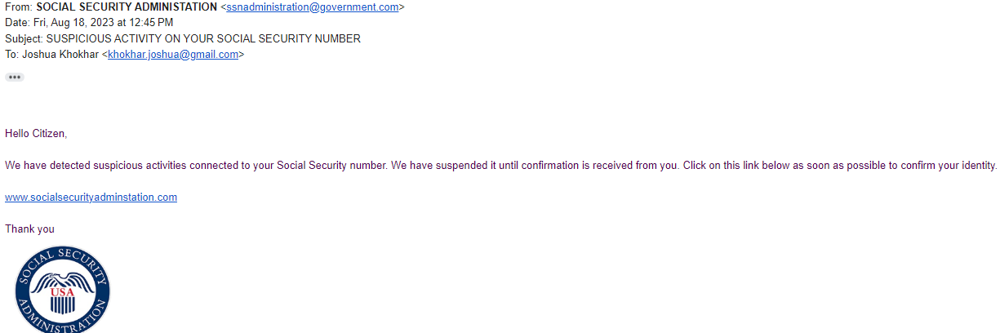 From: SOCIAL SECURITY ADMINISTATION <ssnadministration@government.com>
Date: Fri, Aug 18, 2023 at 12:45 PM
Subject: SUSPICIOUS ACTIVITY ON YOUR SOCIAL SECURITY NUMBER
To: Joshua Khokhar <khokhar.joshua@gmail.com>
Hello Citizen,
We have detected suspicious activities connected to your Social Security number. We have suspended it until confirmation is received from you. Click on this link below as soon as possible to confirm your identity.
www.socialsecurityadminstation.com
Thank you
SOCIAL SECURITY
USA
ADMINISTRATION